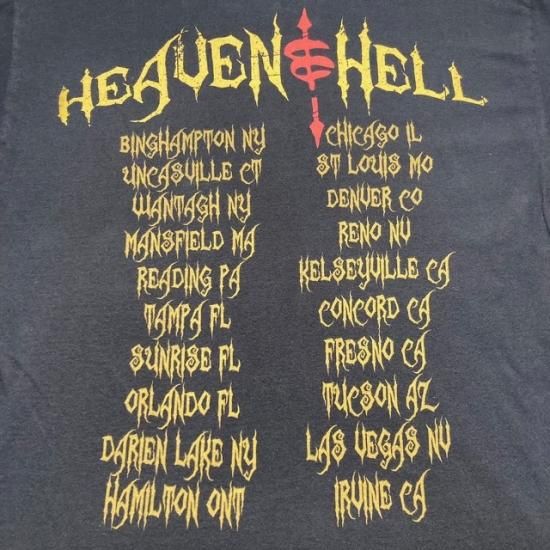 HEAVEN & HELL
BINGHAMPTON NY
UNCASVILLE CT
WANTAGH NY
MANSFIELD MA
READING PA
TAMPA FL
SUNRISE FL
ORLANDO FL
DARIEN LAKE NY
HAMILTON ONT
CHICAGO IL
ST LOUIS MO
DENVER CO
RENO NV
KELSEYVILLE CA
CONCORD CA
FRESNO CA
TUCSON AZ
LAS VEGAS NV
IRVINE CA